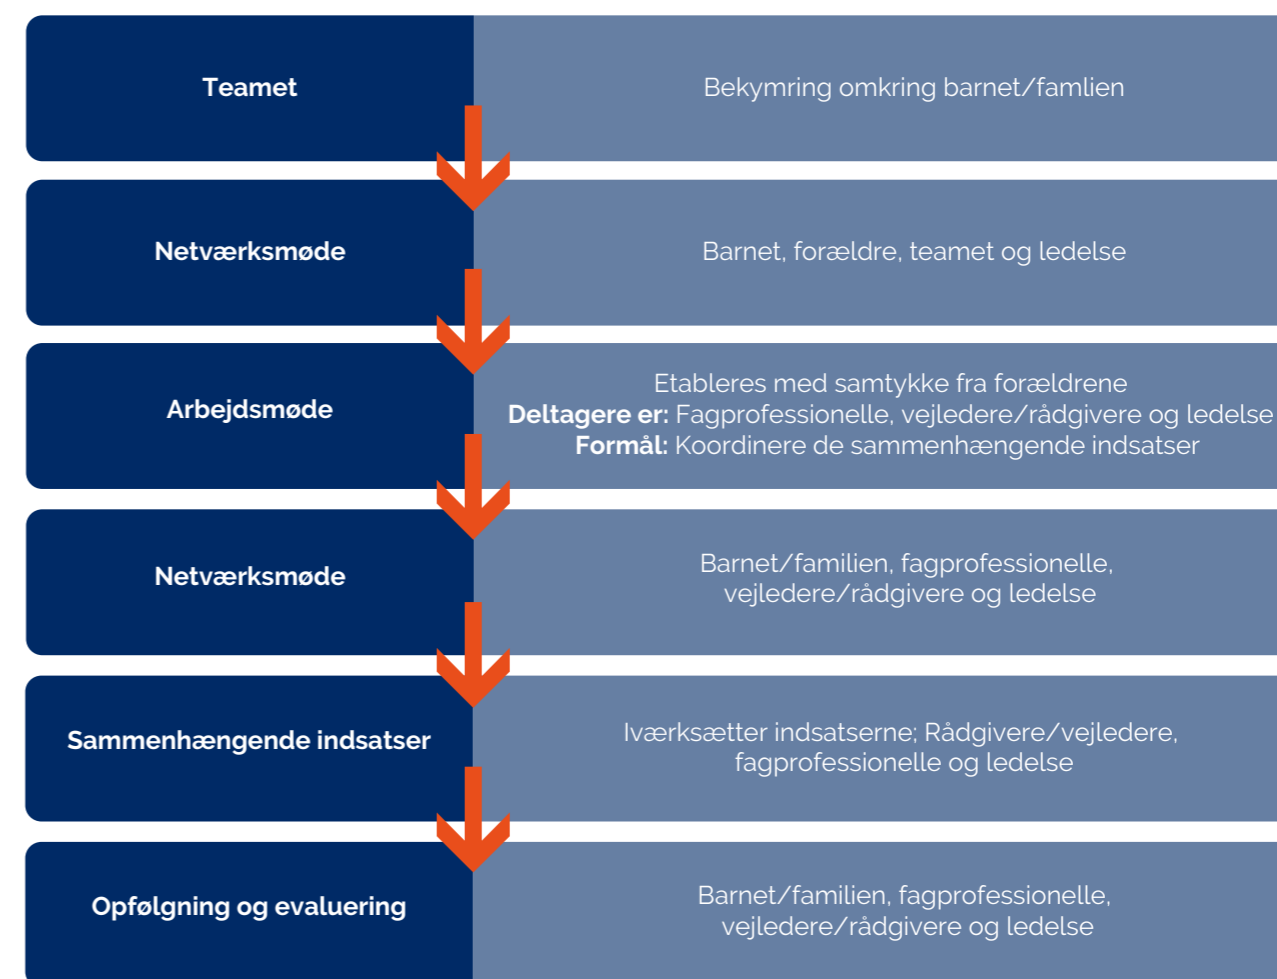 Teamet
Bekymring omkring barnet/famlien
Netværksmøde
Barnet, forældre, teamet og ledelse
Arbejdsmøde
Etableres med samtykke fra forældrene
Deltagere er: Fagprofessionelle, vejledere/rådgivere og ledelse
Formål: Koordinere de sammenhængende indsatser
Netværksmøde
Barnet/familien, fagprofessionelle,
vejledere/rådgivere og ledelse
Sammenhængende indsatser
Iværksætter indsatserne; Rådgivere/vejledere,
fagprofessionelle og ledelse
Opfølgning og evaluering
Barnet/familien, fagprofessionelle,
vejledere/rådgivere og ledelse